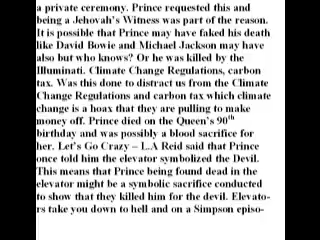 a private ceremony. Prince requested this and
being a Jehovah's Witness was part of the reason.
It is possible that Prince may have faked his death
like David Bowie and Michael Jackson may have
also but who knows? Or he was killed by the
Illuminati. Climate Change Regulations, carbon
tax. Was this done to distract us from the Climate
Change Regulations and carbon tax which climate
change is a hoax that they are pulling to make
money off. Prince died on the Queen's 90th
birthday and was possibly a blood sacrifice for
her. Let's Go Crazy – L.A Reid said that Prince
once told him the elevator symbolized the Devil.
This means that Prince being found dead in the
elevator might be a symbolic sacrifice conducted
to show that they killed him for the devil. Elevato-
rs take you down to hell and on a Simpson episo-